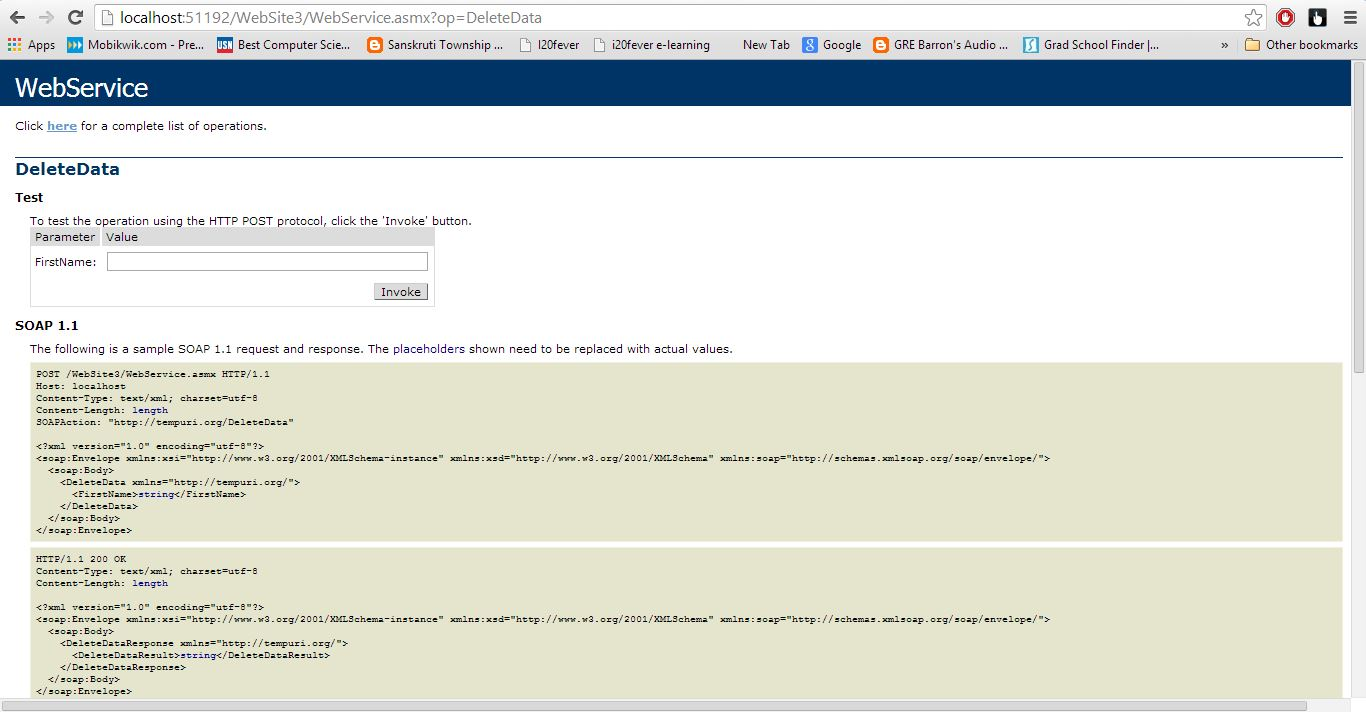 localhost:51192/WebSite3/WebService.asmx?op=DeleteData
Apps Mobikwik.com - Pre... USN Best Computer Scie... Sanskruti Township ... I20fever i20fever e-learning New Tab 8 Google GRE Barron's Audio ... Grad School Finder |... » Other bookmarks
WebService
Click here for a complete list of operations.
DeleteData
Test
To test the operation using the HTTP POST protocol, click the 'Invoke' button.
Parameter Value
FirstName:
Invoke
SOAP 1.1
The following is a sample SOAP 1.1 request and response. The placeholders shown need to be replaced with actual values.
POST /WebSite3/WebService.asmx HTTP/1.1
Host: localhost
Content-Type: text/xml; charset=utf-8
Content-Length: length
SOAPAction: "http://tempuri.org/DeleteData"
<?xml version="1.0" encoding="utf-8"?>
<soap:Envelope xmlns:xsi="http://www.w3.org/2001/XMLSchema-instance" xmlns:xsd="http://www.w3.org/2001/XMLSchema" xmlns:soap="http://schemas.xmlsoap.org/soap/envelope/">
<soap:Body>
<DeleteData xmlns="http://tempuri.org/">
<FirstName>string</FirstName>
</DeleteData>
</soap:Body>
</soap:Envelope>
HTTP/1.1 200 OK
Content-Type: text/xml; charset=utf-8
Content-Length: length
<?xml version="1.0" encoding="utf-8"?>
<soap:Envelope xmlns:xsi="http://www.w3.org/2001/XMLSchema-instance" xmlns:xsd="http://www.w3.org/2001/XMLSchema" xmlns:soap="http://schemas.xmlsoap.org/soap/envelope/">
<soap:Body>
<DeleteDataResponse xmlns="http://tempuri.org/">
<DeleteDataResult>string</DeleteDataResult>
</DeleteDataResponse>
</soap:Body>
</soap:Envelope>